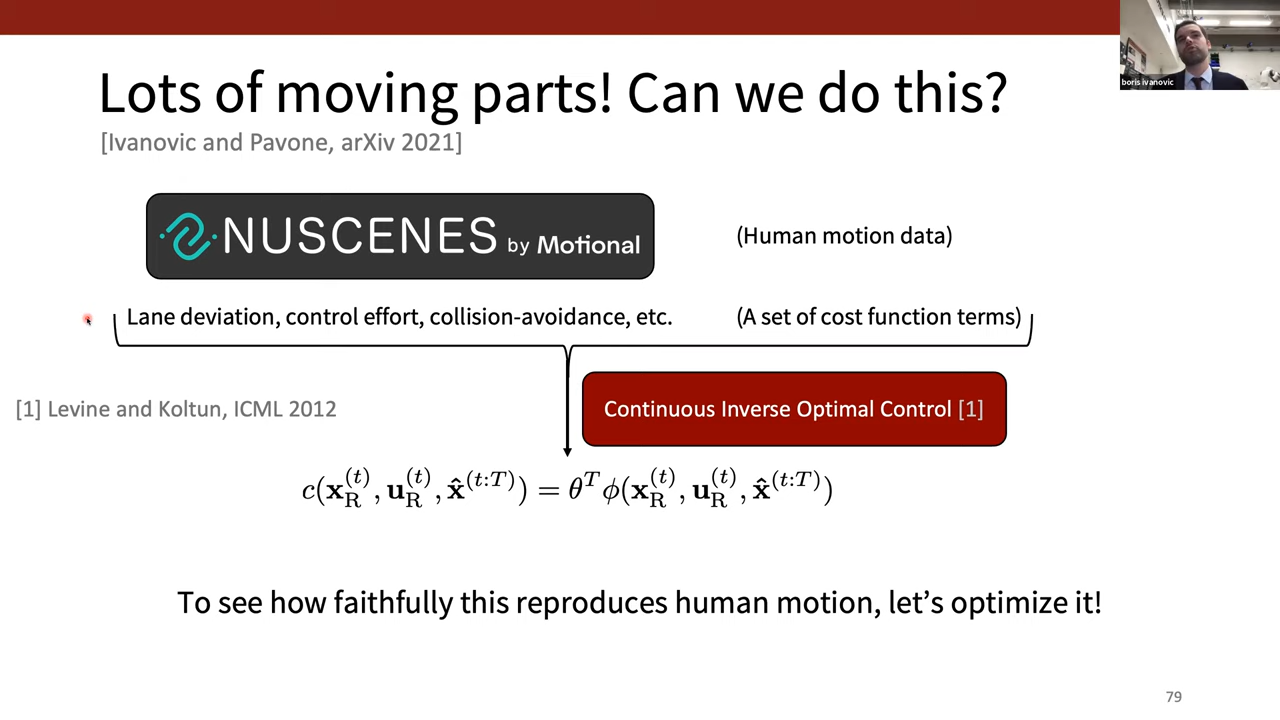 boris ivanovic
Lots of moving parts! Can we do this?
[Ivanovic and Pavone, arXiv 2021]
NUSCENES by Motional
(Human motion data)
Lane deviation, control effort, collision-avoidance, etc.
(A set of cost function terms)
[1] Levine and Koltun, ICML 2012
Continuous Inverse Optimal Control [1]
c(x_R^(t), u_R^(t), x̂^(t:T)) = θ^T ϕ(x_R^(t), u_R^(t), x̂^(t:T))
To see how faithfully this reproduces human motion, let’s optimize it!
79